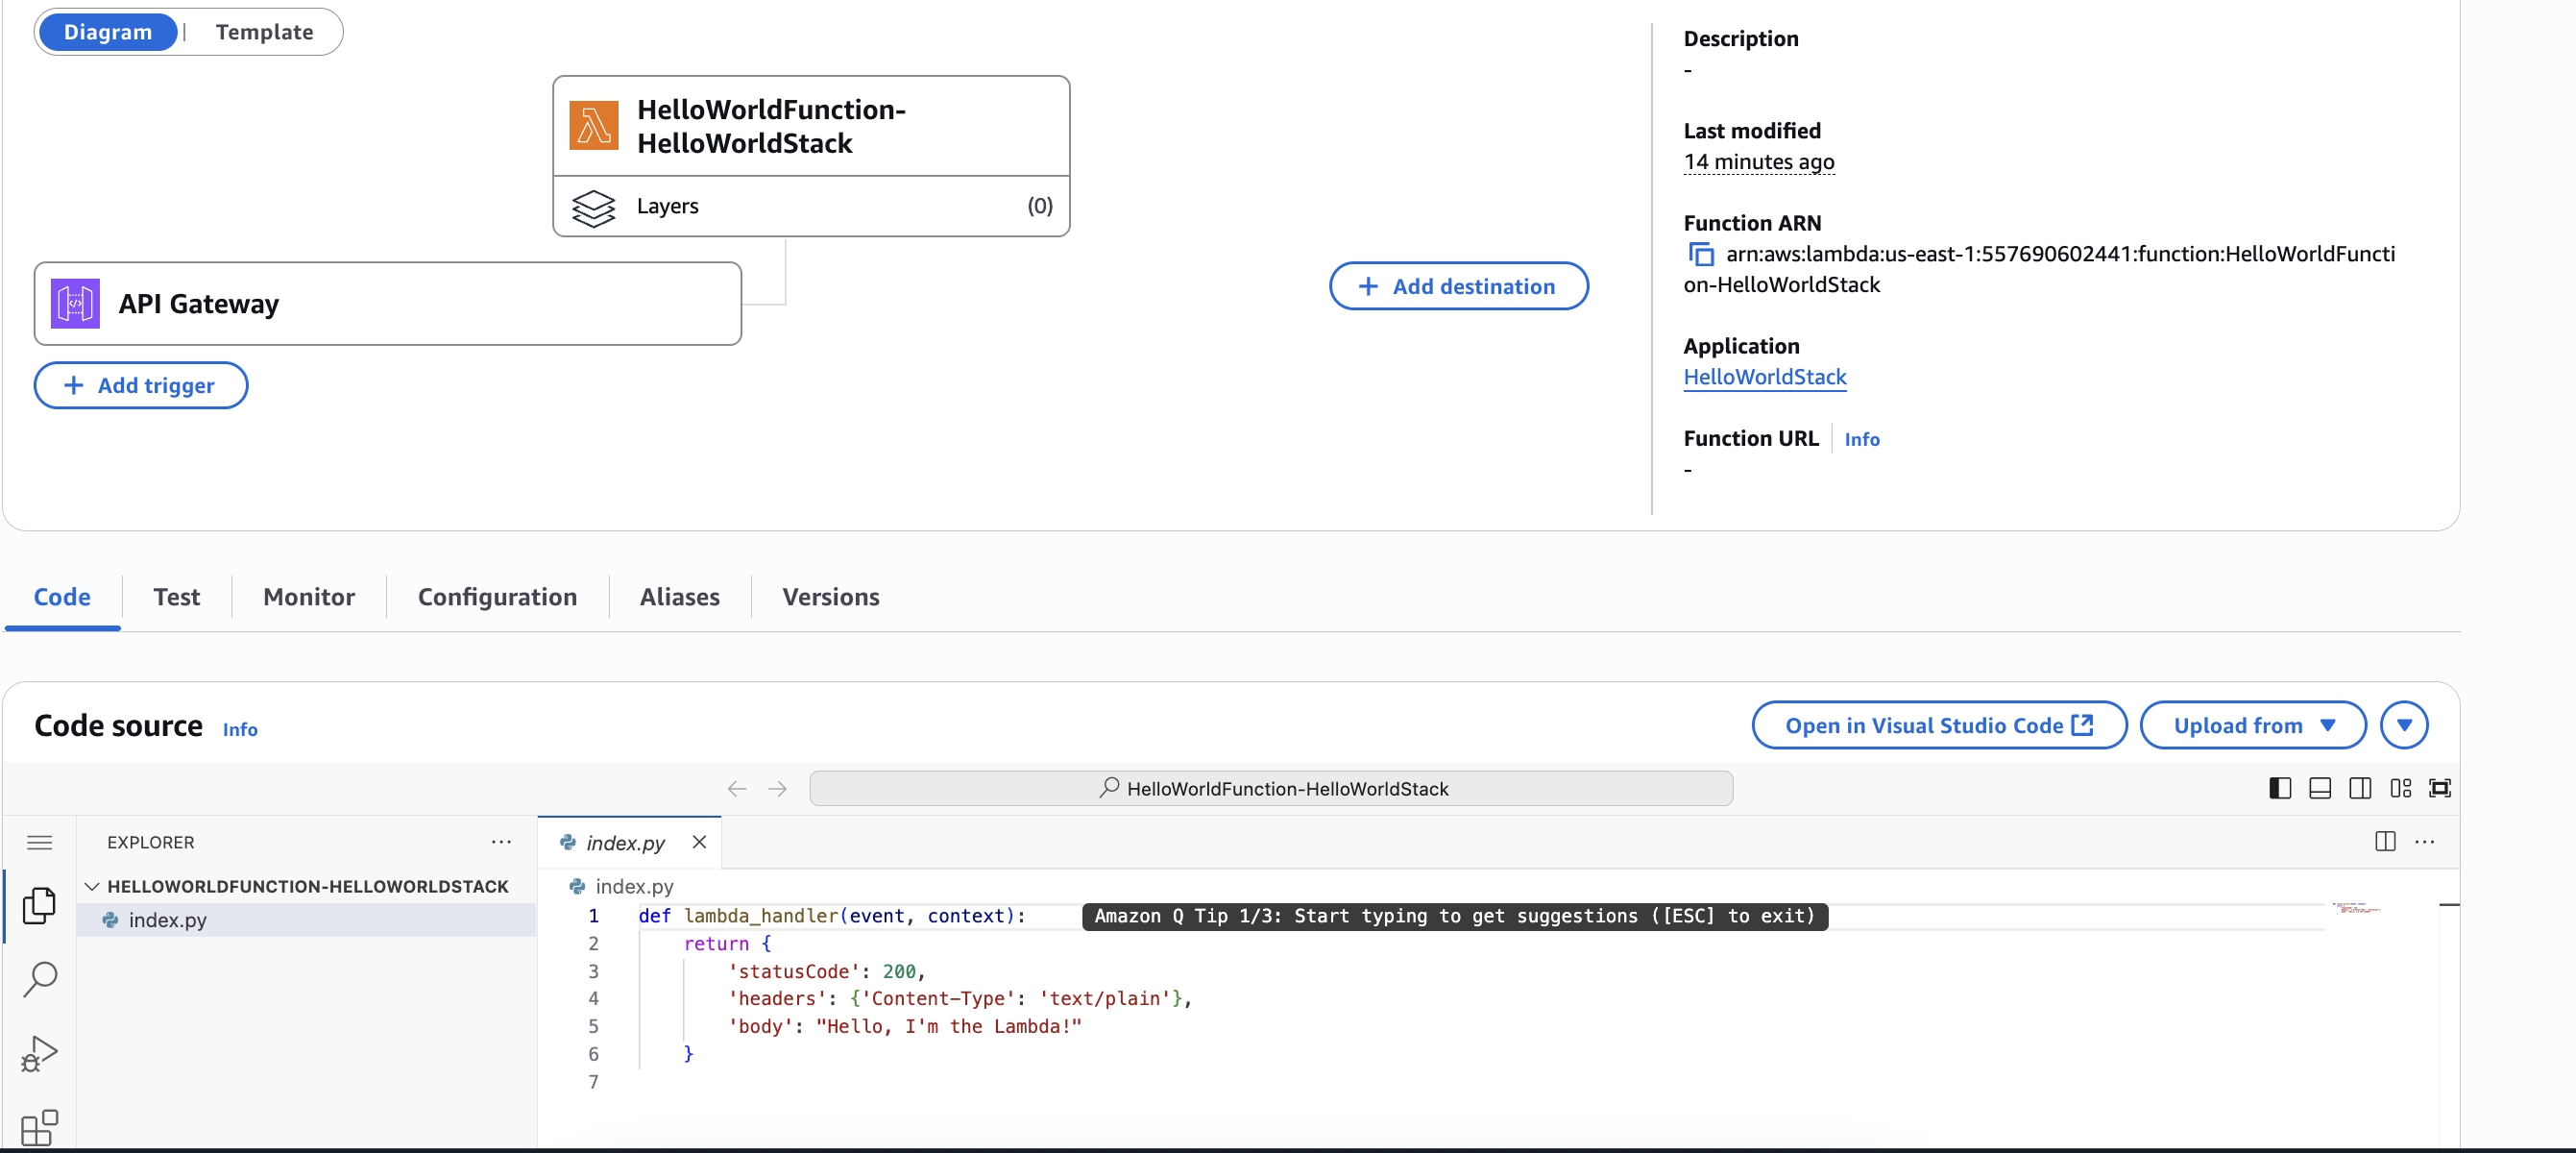 Diagram | Template
HelloWorldFunction-
HelloWorldStack
Layers (0)
API Gateway
+ Add destination
+ Add trigger
Description
-
Last modified
14 minutes ago
Function ARN
arn:aws:lambda:us-east-1:557690602441:function:HelloWorldFuncti
on-HelloWorldStack
Application
HelloWorldStack
Function URL Info
-
Code Test Monitor Configuration Aliases Versions
Code source Info
Open in Visual Studio Code Upload from
HelloWorldFunction-HelloWorldStack
EXPLORER ...
HELLOWORLDFUNCTION-HELLOWORLDSTACK
index.py
index.py
index.py
1 def lambda_handler(event, context): Amazon Q Tip 1/3: Start typing to get suggestions ([ESC] to exit)
2 return {
3 'statusCode': 200,
4 'headers': {'Content-Type': 'text/plain'},
5 'body': "Hello, I'm the Lambda!"
6 }
7